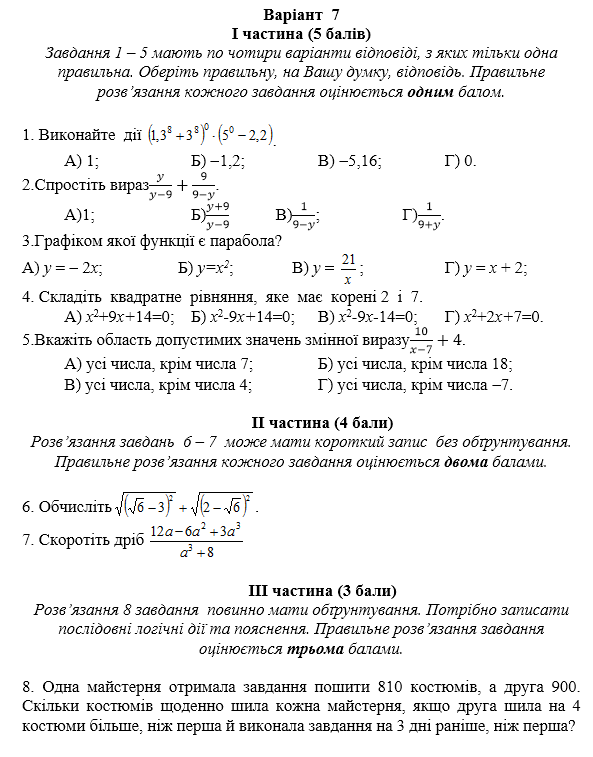 Варіант 7
І частина (5 балів)
Завдання 1 – 5 мають по чотири варіанти відповіді, з яких тільки одна
правильна. Оберіть правильну, на Вашу думку, відповідь. Правильне
розв’язання кожного завдання оцінюється одним балом.
1. Виконайте дії (1,3⁸ + 3⁸)⁰ · (5⁰ − 2,2).
А) 1; Б) –1,2; В) –5,16; Г) 0.
2.Спростіть вираз y/(y−9) + 9/(9−y).
А)1; Б)(y+9)/(y−9) В)1/(9−y); Г)1/(9+y).
3.Графіком якої функції є парабола?
А) y = – 2x; Б) y=x²; В) y = 21/x; Г) y = x + 2;
4. Складіть квадратне рівняння, яке має корені 2 і 7.
А) x²+9x+14=0; Б) x²-9x+14=0; В) x²-9x-14=0; Г) x²+2x+7=0.
5.Вкажіть область допустимих значень змінної виразу 10/(x−7) + 4.
А) усі числа, крім числа 7; Б) усі числа, крім числа 18;
В) усі числа, крім числа 4; Г) усі числа, крім числа –7.
ІІ частина (4 бали)
Розв’язання завдань 6 – 7 може мати короткий запис без обґрунтування.
Правильне розв’язання кожного завдання оцінюється двома балами.
6. Обчисліть √((√6 − 3)²) + √((2 − √6)²) .
7. Скоротіть дріб (12a − 6a² + 3a³)/(a³ + 8)
ІІІ частина (3 бали)
Розв’язання 8 завдання повинно мати обґрунтування. Потрібно записати
послідовні логічні дії та пояснення. Правильне розв’язання завдання
оцінюється трьома балами.
8. Одна майстерня отримала завдання пошити 810 костюмів, а друга 900.
Скільки костюмів щоденно шила кожна майстерня, якщо друга шила на 4
костюми більше, ніж перша й виконала завдання на 3 дні раніше, ніж перша?